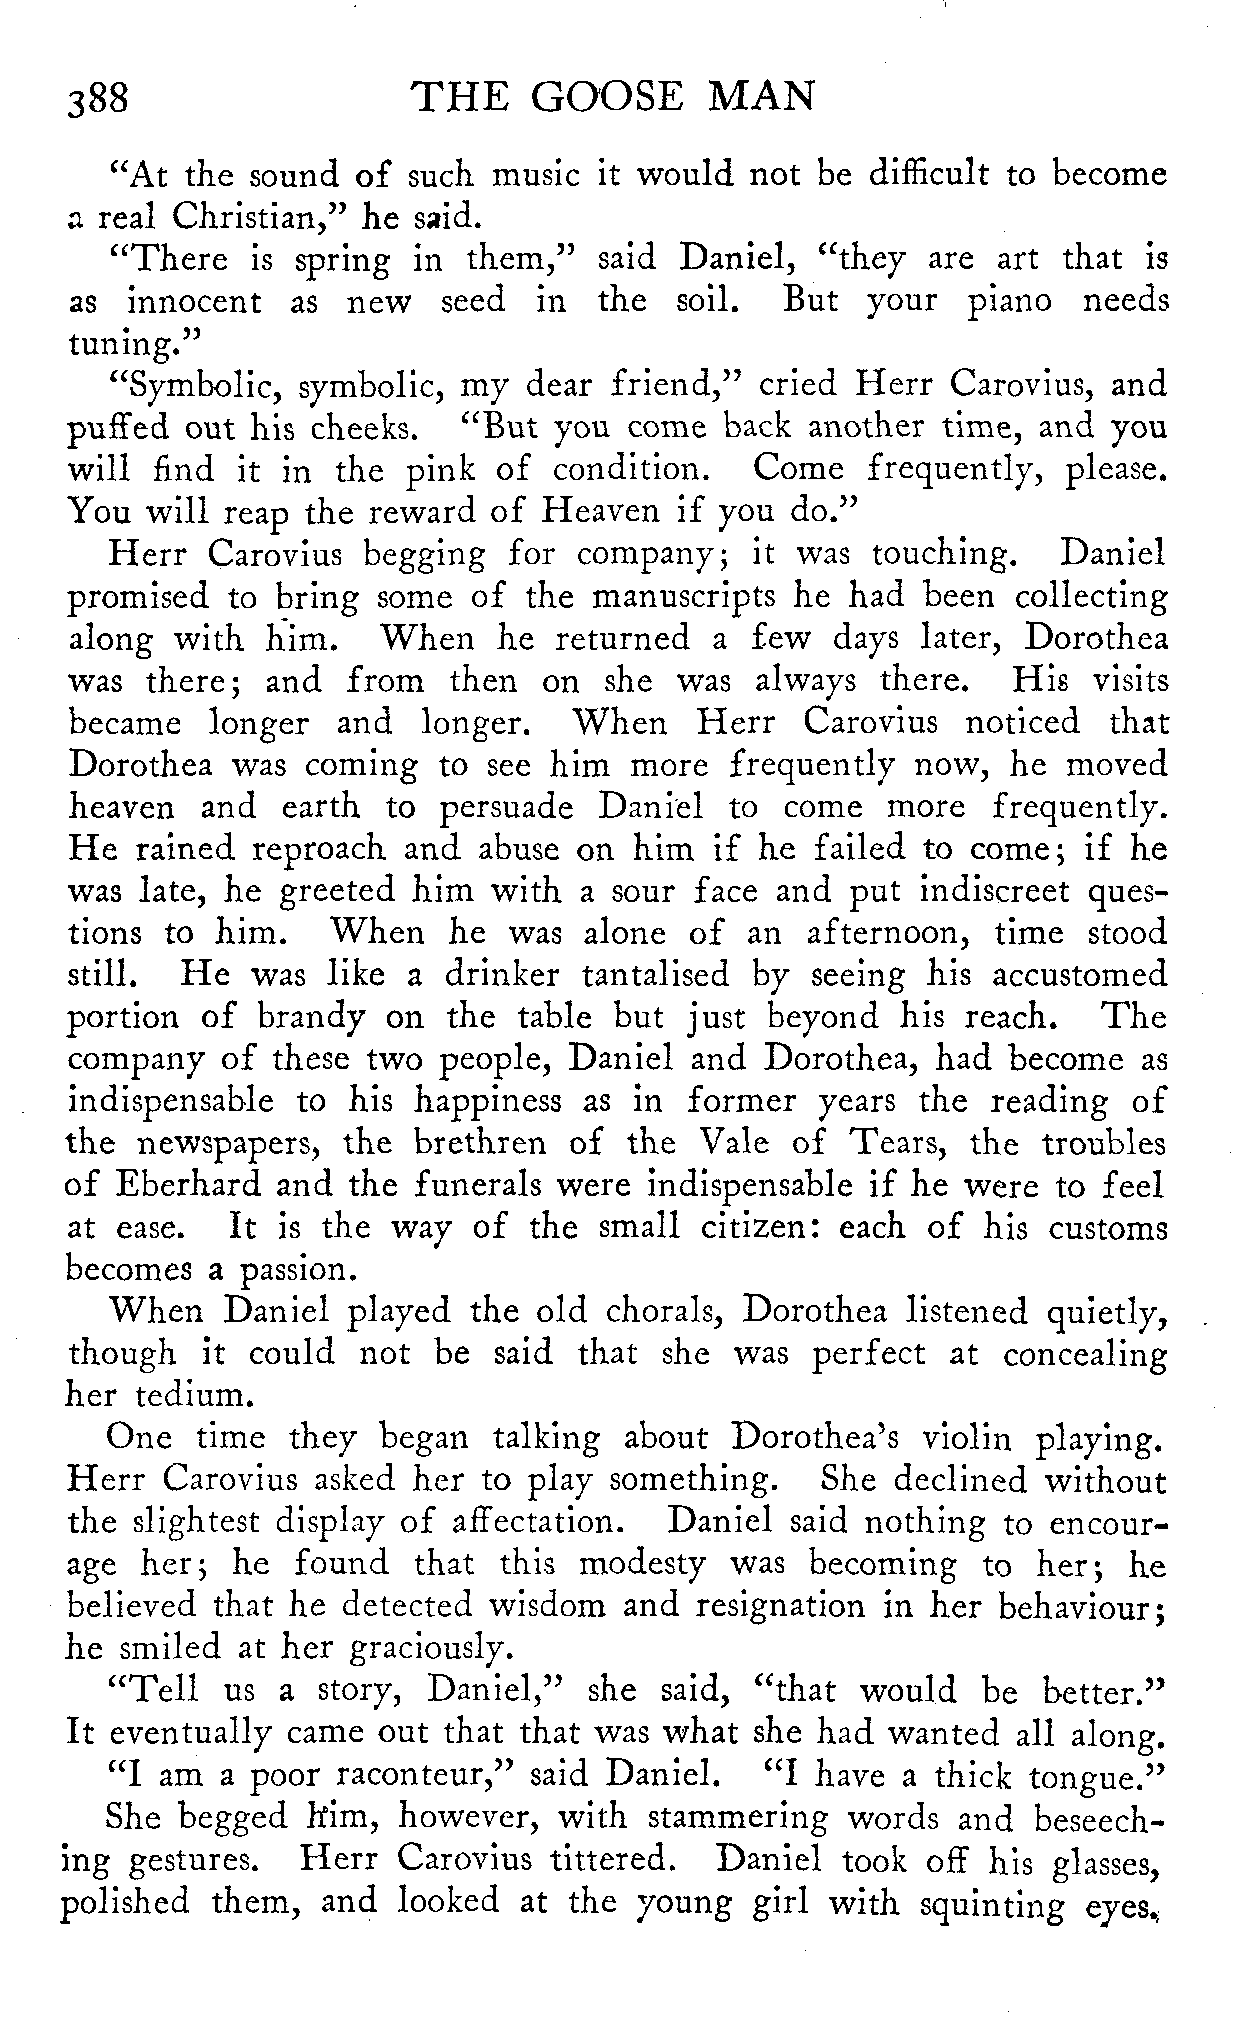 388 THE GOOSE MAN
“At the sound of such music it would not be difficult to become
a real Christian,” he said.
“There is spring in them,” said Daniel, “they are art that is
as innocent as new seed in the soil. But your piano needs
tuning.”
“Symbolic, symbolic, my dear friend,” cried Herr Carovius, and
puffed out his cheeks. “But you come back another time, and you
will find it in the pink of condition. Come frequently, please.
You will reap the reward of Heaven if you do.”
Herr Carovius begging for company; it was touching. Daniel
promised to bring some of the manuscripts he had been collecting
along with him. When he returned a few days later, Dorothea
was there; and from then on she was always there. His visits
became longer and longer. When Herr Carovius noticed that
Dorothea was coming to see him more frequently now, he moved
heaven and earth to persuade Daniel to come more frequently.
He rained reproach and abuse on him if he failed to come; if he
was late, he greeted him with a sour face and put indiscreet ques-
tions to him. When he was alone of an afternoon, time stood
still. He was like a drinker tantalised by seeing his accustomed
portion of brandy on the table but just beyond his reach. The
company of these two people, Daniel and Dorothea, had become as
indispensable to his happiness as in former years the reading of
the newspapers, the brethren of the Vale of Tears, the troubles
of Eberhard and the funerals were indispensable if he were to feel
at ease. It is the way of the small citizen: each of his customs
becomes a passion.
When Daniel played the old chorals, Dorothea listened quietly,
though it could not be said that she was perfect at concealing
her tedium.
One time they began talking about Dorothea’s violin playing.
Herr Carovius asked her to play something. She declined without
the slightest display of affectation. Daniel said nothing to encour-
age her; he found that this modesty was becoming to her; he
believed that he detected wisdom and resignation in her behaviour;
he smiled at her graciously.
“Tell us a story, Daniel,” she said, “that would be better.”
It eventually came out that that was what she had wanted all along.
“I am a poor raconteur,” said Daniel. “I have a thick tongue.”
She begged him, however, with stammering words and beseech-
ing gestures. Herr Carovius tittered. Daniel took off his glasses,
polished them, and looked at the young girl with squinting eyes.